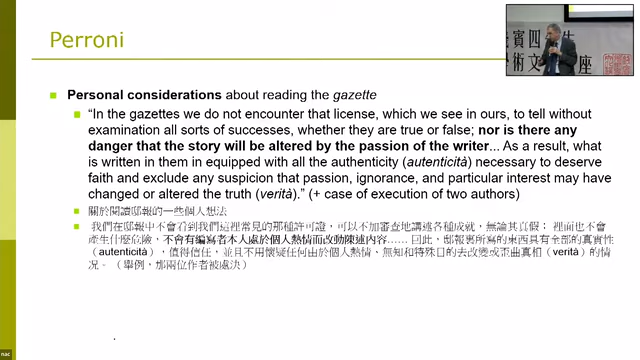 Perroni
Personal considerations about reading the gazette
“In the gazettes we do not encounter that license, which we see in ours, to tell without
examination all sorts of successes, whether they are true or false; nor is there any
danger that the story will be altered by the passion of the writer... As a result, what
is written in them in equipped with all the authenticity (autenticità) necessary to deserve
faith and exclude any suspicion that passion, ignorance, and particular interest may have
changed or altered the truth (verità).” (+ case of execution of two authors)
關於閱讀邸報的一些個人想法
我們在邸報中不會看到我們這裡常見的那種許可證，可以不加審查地講述各種成就，無論其真假； 裡面也不會
產生什麼危險，不會有編寫者本人處於個人熱情而改動陳述內容...... 因此，邸報裏所寫的東西具有全部的真實性
（autenticità），值得信任，並且不用懷疑任何由於個人熱情、無知和特殊目的去改變或歪曲真相（verità）的情
況。（舉例，那兩位作者被處決）
賓四
學術文
座
nac